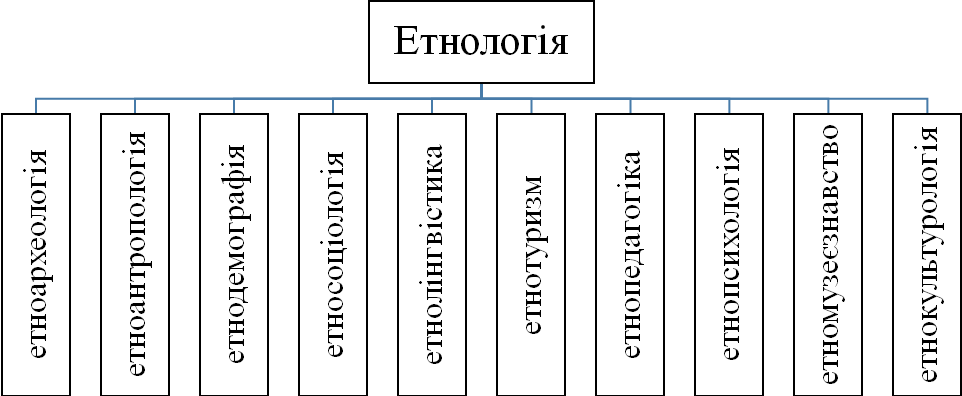 Етнологія
етноархеологія
етноантропологія
етнодемографія
етносоціологія
етнолінгвістика
етнотуризм
етнопедагогіка
етнопсихологія
етномузеєзнавство
етнокультурологія